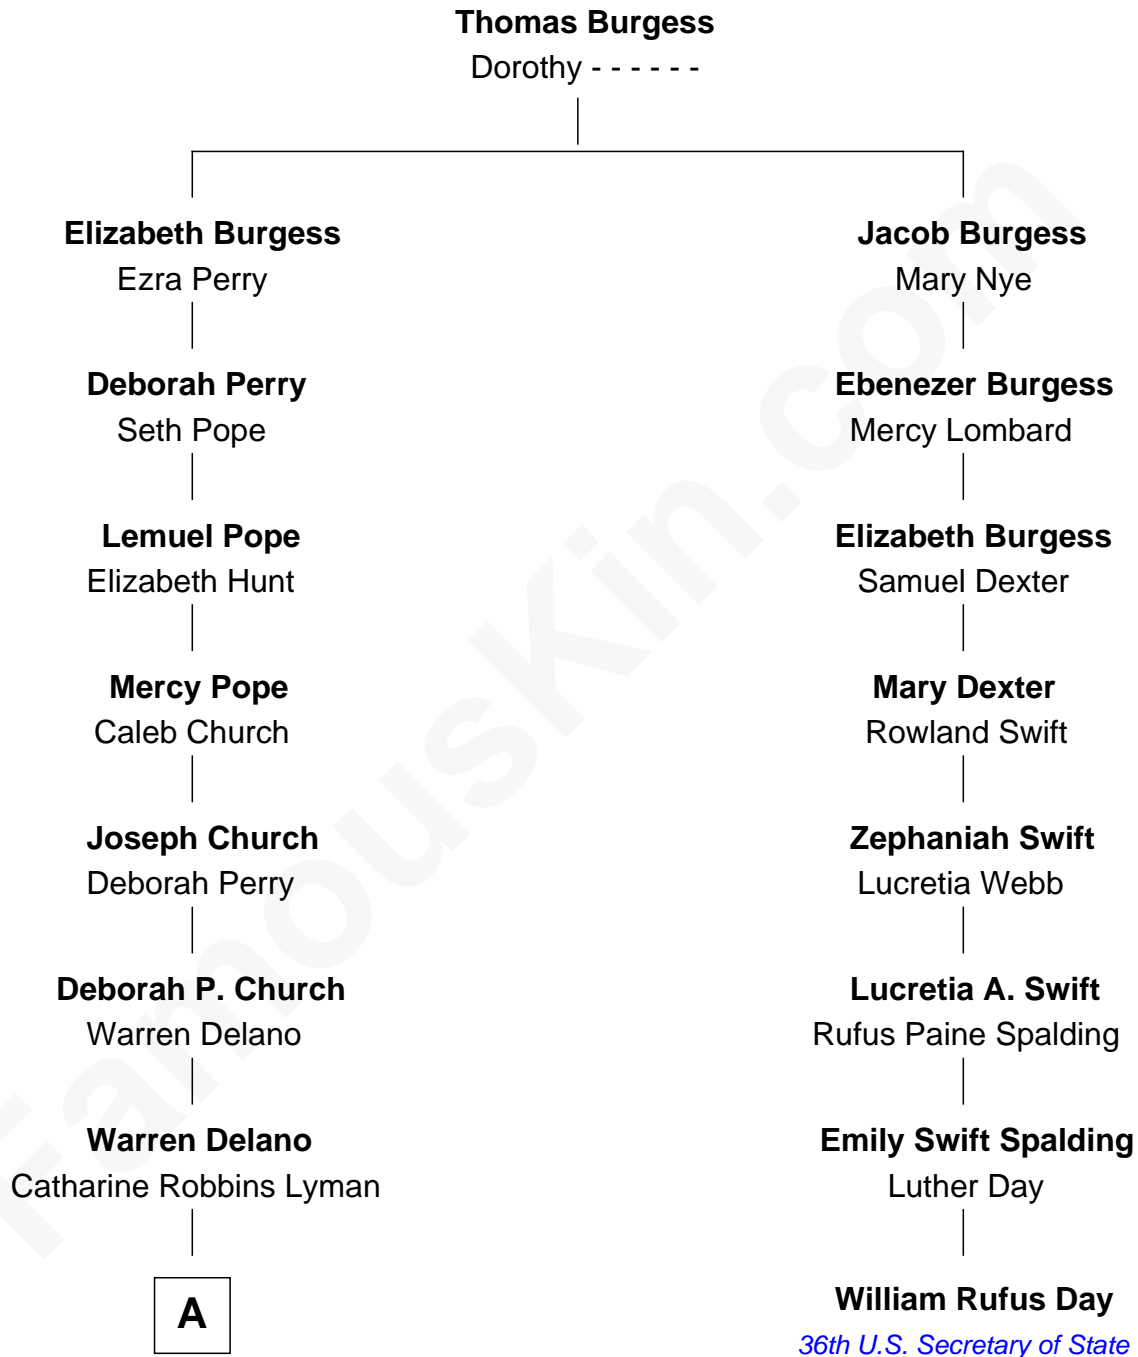 Thomas Burgess
Dorothy - - - - - -
Elizabeth Burgess
Ezra Perry
Deborah Perry
Seth Pope
Lemuel Pope
Elizabeth Hunt
Mercy Pope
Caleb Church
Joseph Church
Deborah Perry
Deborah P. Church
Warren Delano
Warren Delano
Catharine Robbins Lyman
A
Jacob Burgess
Mary Nye
Ebenezer Burgess
Mercy Lombard
Elizabeth Burgess
Samuel Dexter
Mary Dexter
Rowland Swift
Zephaniah Swift
Lucretia Webb
Lucretia A. Swift
Rufus Paine Spalding
Emily Swift Spalding
Luther Day
William Rufus Day
36th U.S. Secretary of State
FamousKin.com